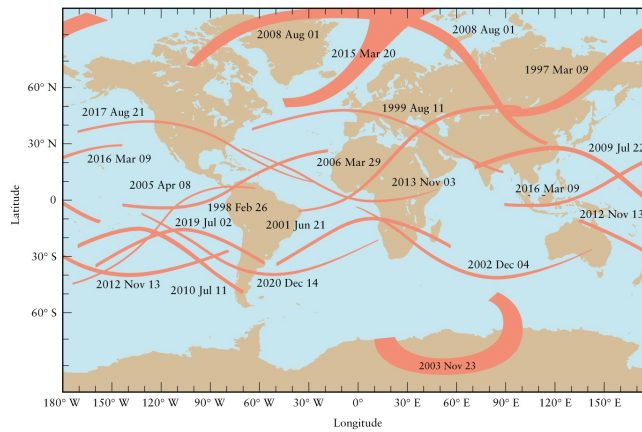 2008 Aug 01
2008 Aug 01
2015 Mar 20
1997 Mar 09
60° N
2017 Aug 21
1999 Aug 11
30° N
2009 Jul 22
2016 Mar 09
2006 Mar 29
2005 Apr 08
2013 Nov 03
2016 Mar 09
0
1998 Feb 26
2012 Nov 13
2019 Jul 02
2001 Jun 21
Latitude
30° S
2002 Dec 04
2012 Nov 13
2010 Jul 11
2020 Dec 14
60° S
2003 Nov 23
180° W
150° W
120° W
90° W
60° W
30° W
0°
30° E
60° E
90° E
120° E
150° E
Longitude